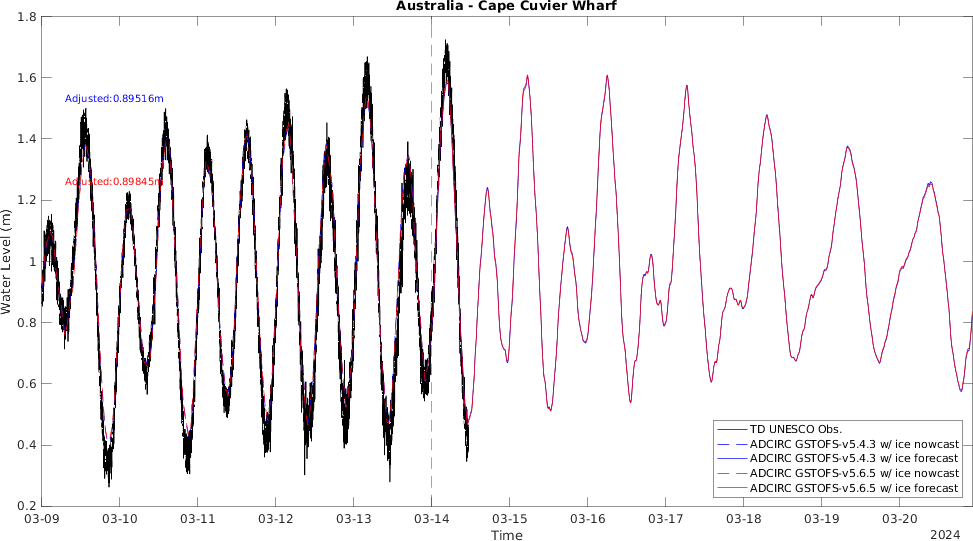 Australia - Cape Cuvier Wharf
1.8
1.6
1.4
1.2
1
0.8
0.6
0.4
0.2
Water Level (m)
Adjusted:0.89516m
Adjusted:0.89845m
TD UNESCO Obs.
ADCIRC GSTOFS-v5.4.3 w/ ice nowcast
ADCIRC GSTOFS-v5.4.3 w/ ice forecast
ADCIRC GSTOFS-v5.6.5 w/ ice nowcast
ADCIRC GSTOFS-v5.6.5 w/ ice forecast
03-09 03-10 03-11 03-12 03-13 03-14 03-15 03-16 03-17 03-18 03-19 03-20
Time
2024